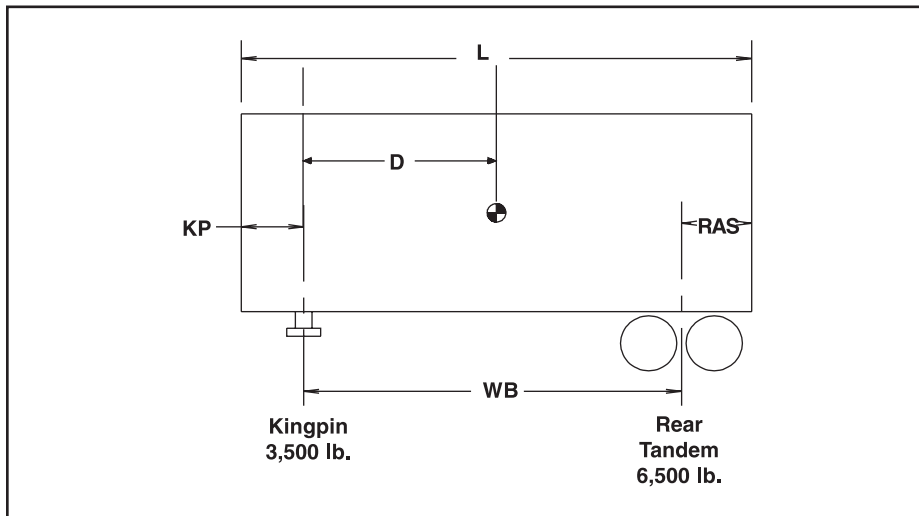 L
D
KP
RAS
WB
Kingpin
3,500 lb.
Rear
Tandem
6,500 lb.